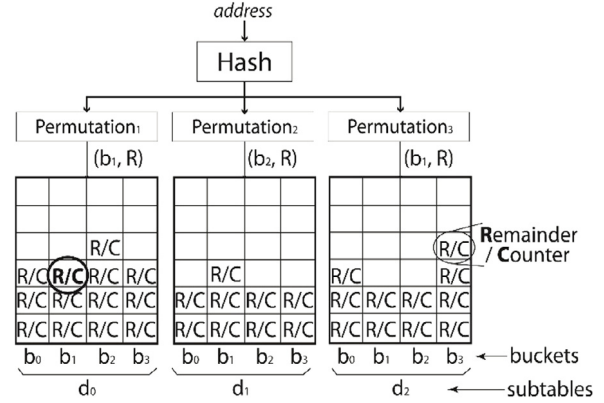 address
Hash
Permutation₁ Permutation₂ Permutation₃
(b₁, R) (b₂, R) (b₁, R)
R/C R/C Remainder
/ Counter
R/C R/C R/C R/C R/C R/C R/C
R/C R/C R/C R/C R/C R/C R/C R/C R/C R/C R/C R/C
R/C R/C R/C R/C R/C R/C R/C R/C R/C R/C R/C R/C
b₀ b₁ b₂ b₃ b₀ b₁ b₂ b₃ b₀ b₁ b₂ b₃ buckets
d₀ d₁ d₂ subtables